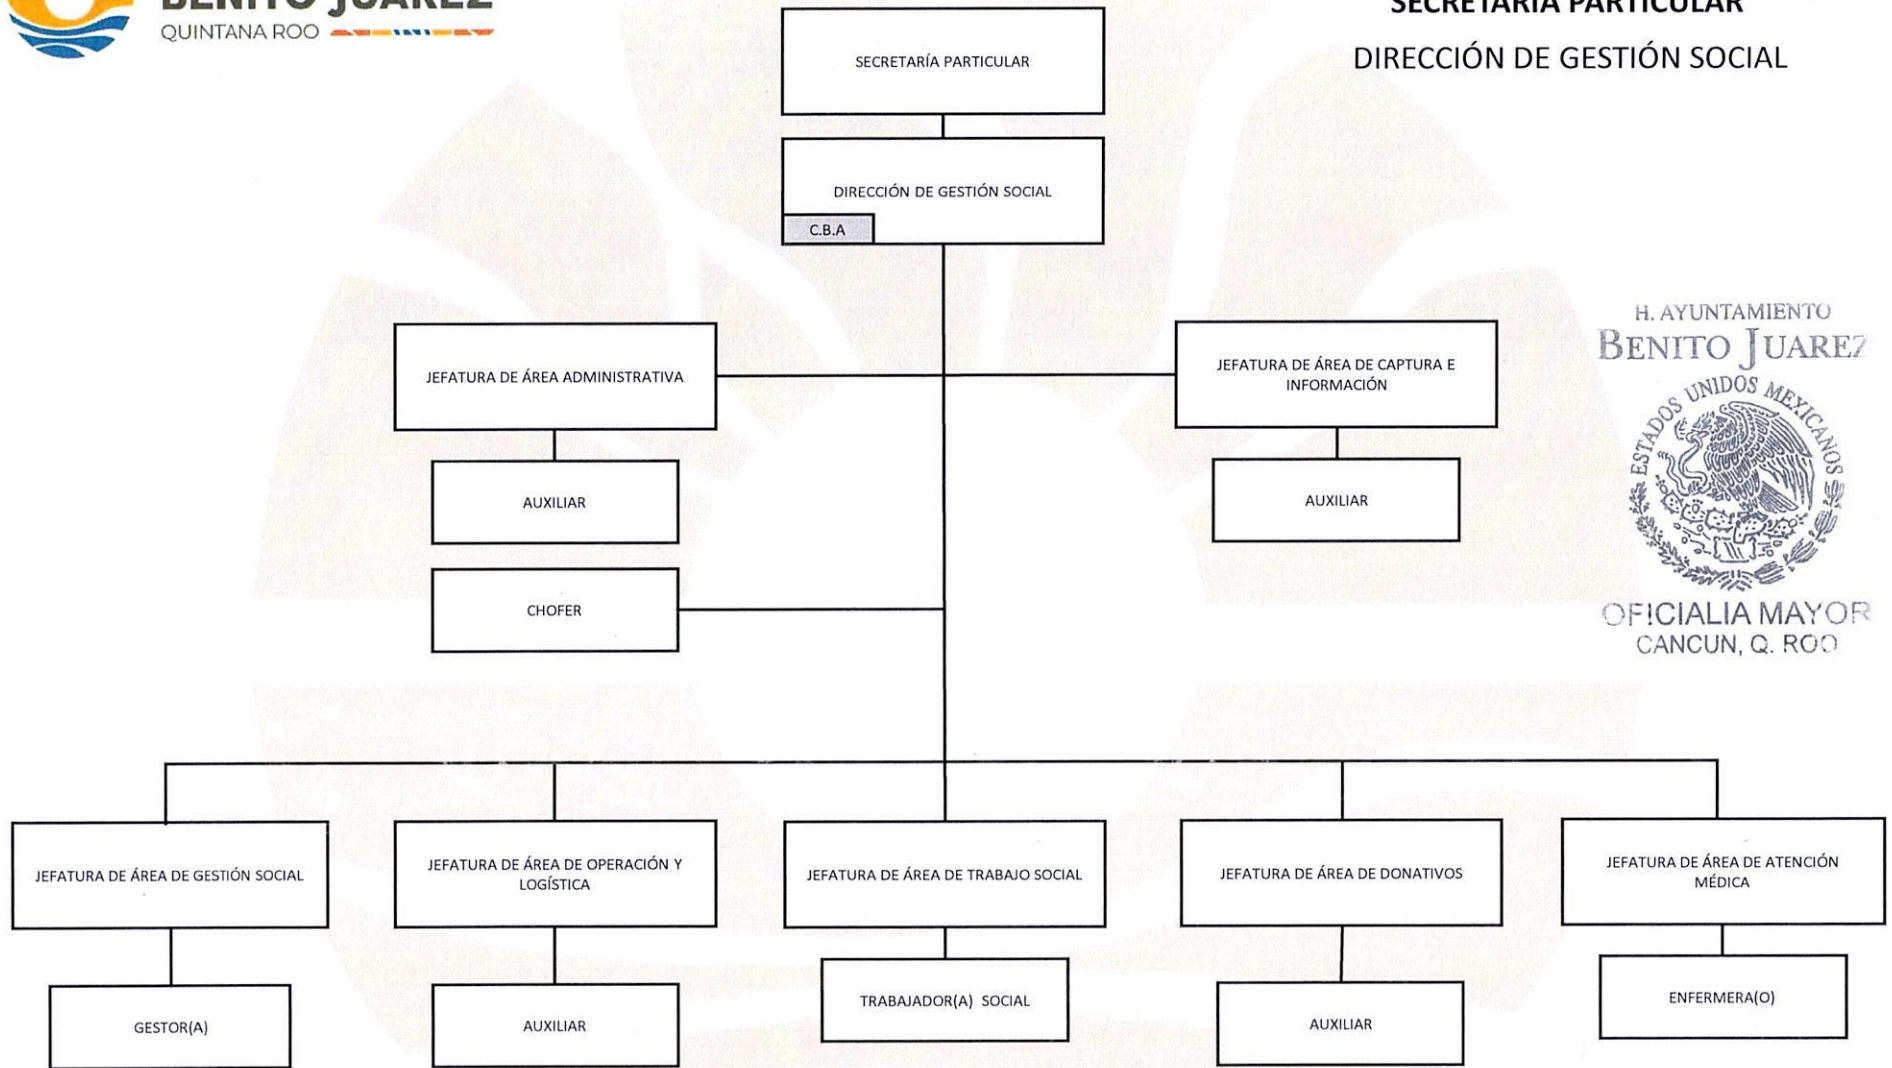 BENITO JUÁREZ
QUINTANA ROO
SECRETARÍA PARTICULAR
DIRECCIÓN DE GESTIÓN SOCIAL
SECRETARÍA PARTICULAR
DIRECCIÓN DE GESTIÓN SOCIAL
C.B.A
JEFATURA DE ÁREA ADMINISTRATIVA
JEFATURA DE ÁREA DE CAPTURA E
INFORMACIÓN
AUXILIAR
AUXILIAR
CHOFER
H. AYUNTAMIENTO
BENITO JUAREZ
ESTADOS UNIDOS MEXICANOS
OFICIALIA MAYOR
CANCUN, Q. ROO
JEFATURA DE ÁREA DE GESTIÓN SOCIAL
JEFATURA DE ÁREA DE OPERACIÓN Y
LOGÍSTICA
JEFATURA DE ÁREA DE TRABAJO SOCIAL
JEFATURA DE ÁREA DE DONATIVOS
JEFATURA DE ÁREA DE ATENCIÓN
MÉDICA
GESTOR(A)
AUXILIAR
TRABAJADOR(A) SOCIAL
AUXILIAR
ENFERMERA(O)